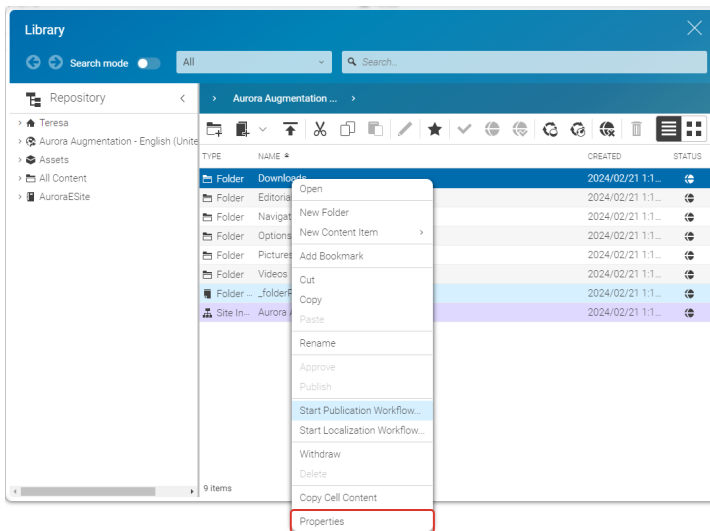 Library
Search mode
All
Search...
Repository
Aurora Augmentation ...
Teresa
Aurora Augmentation - English (Unite
Assets
All Content
AuroraESite
TYPE NAME CREATED STATUS
Folder Downloads 2024/02/21 1:1...
Folder Editorial 2024/02/21 1:1...
Folder Navigat 2024/02/21 1:1...
Folder Options 2024/02/21 1:1...
Folder Pictures 2024/02/21 1:1...
Folder Videos 2024/02/21 1:1...
Folder ... _folderP 2024/02/21 1:1...
Site In... Aurora A 2024/02/21 1:1...
9 items
Open
New Folder
New Content Item
Add Bookmark
Cut
Copy
Paste
Rename
Approve
Publish
Start Publication Workflow...
Start Localization Workflow...
Withdraw
Delete
Copy Cell Content
Properties